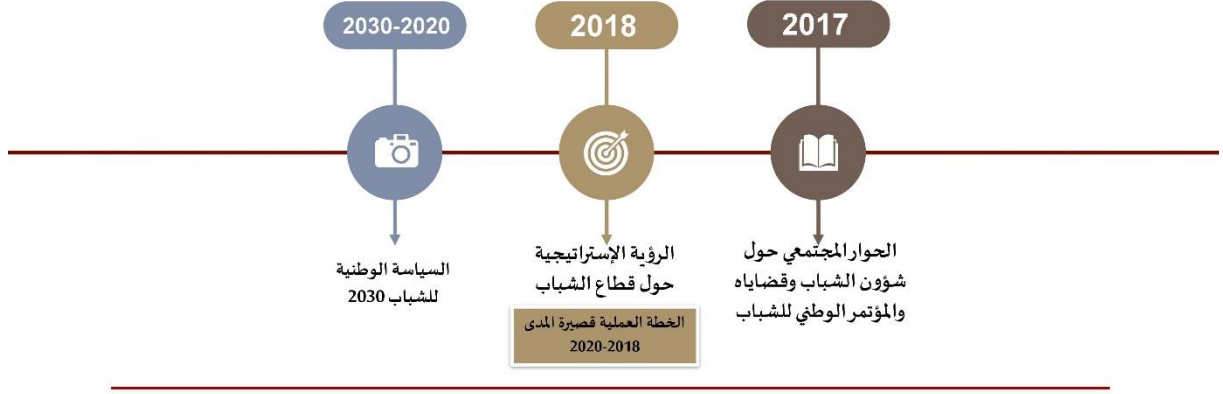 2017
الحوار المجتمعي حول
شؤون الشباب وقضاياه
والمؤتمر الوطني للشباب
2018
الرؤية الإستراتيجية
حول قطاع الشباب
الخطة العملية قصيرة المدى
2020-2018
2030-2020
السياسة الوطنية
للشباب 2030